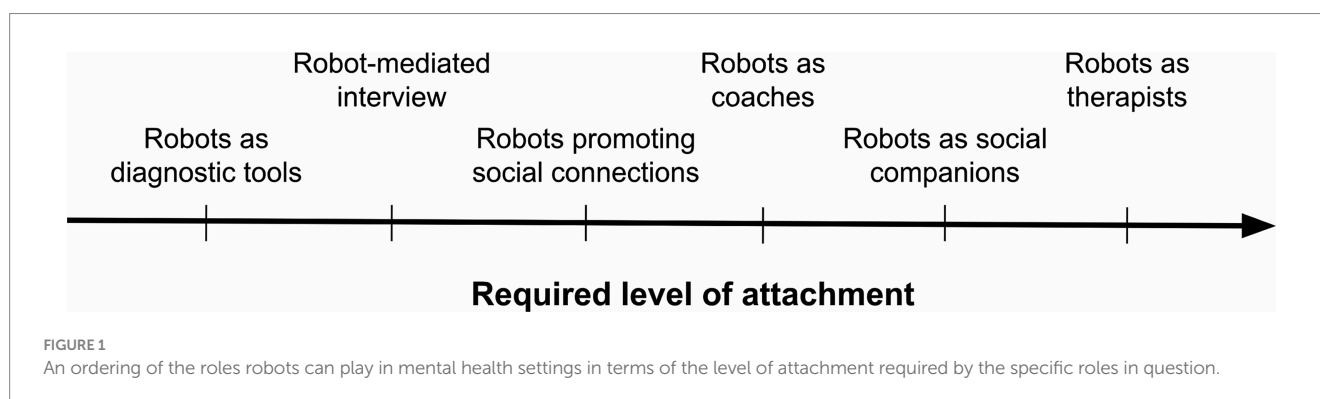 Robot-mediated
interview
Robots as
coaches
Robots as
therapists
Robots as
diagnostic tools
Robots promoting
social connections
Robots as social
companions
Required level of attachment
FIGURE 1
An ordering of the roles robots can play in mental health settings in terms of the level of attachment required by the specific roles in question.